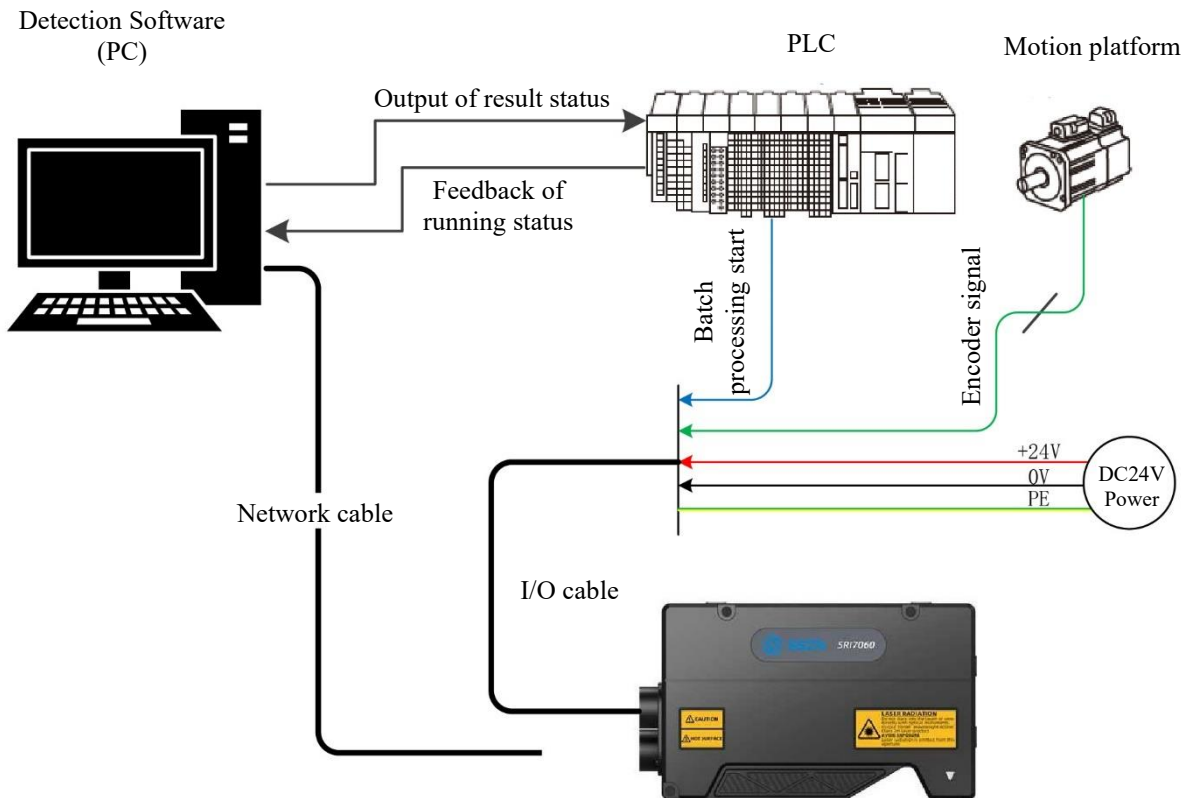 Detection Software
(PC)
PLC
Motion platform
Output of result status
Feedback of
running status
Batch
processing start
Encoder signal
+24V
0V
PE
DC24V
Power
Network cable
I/O cable
SRI7060
CAUTION
HOT SURFACE
LASER RADIATION